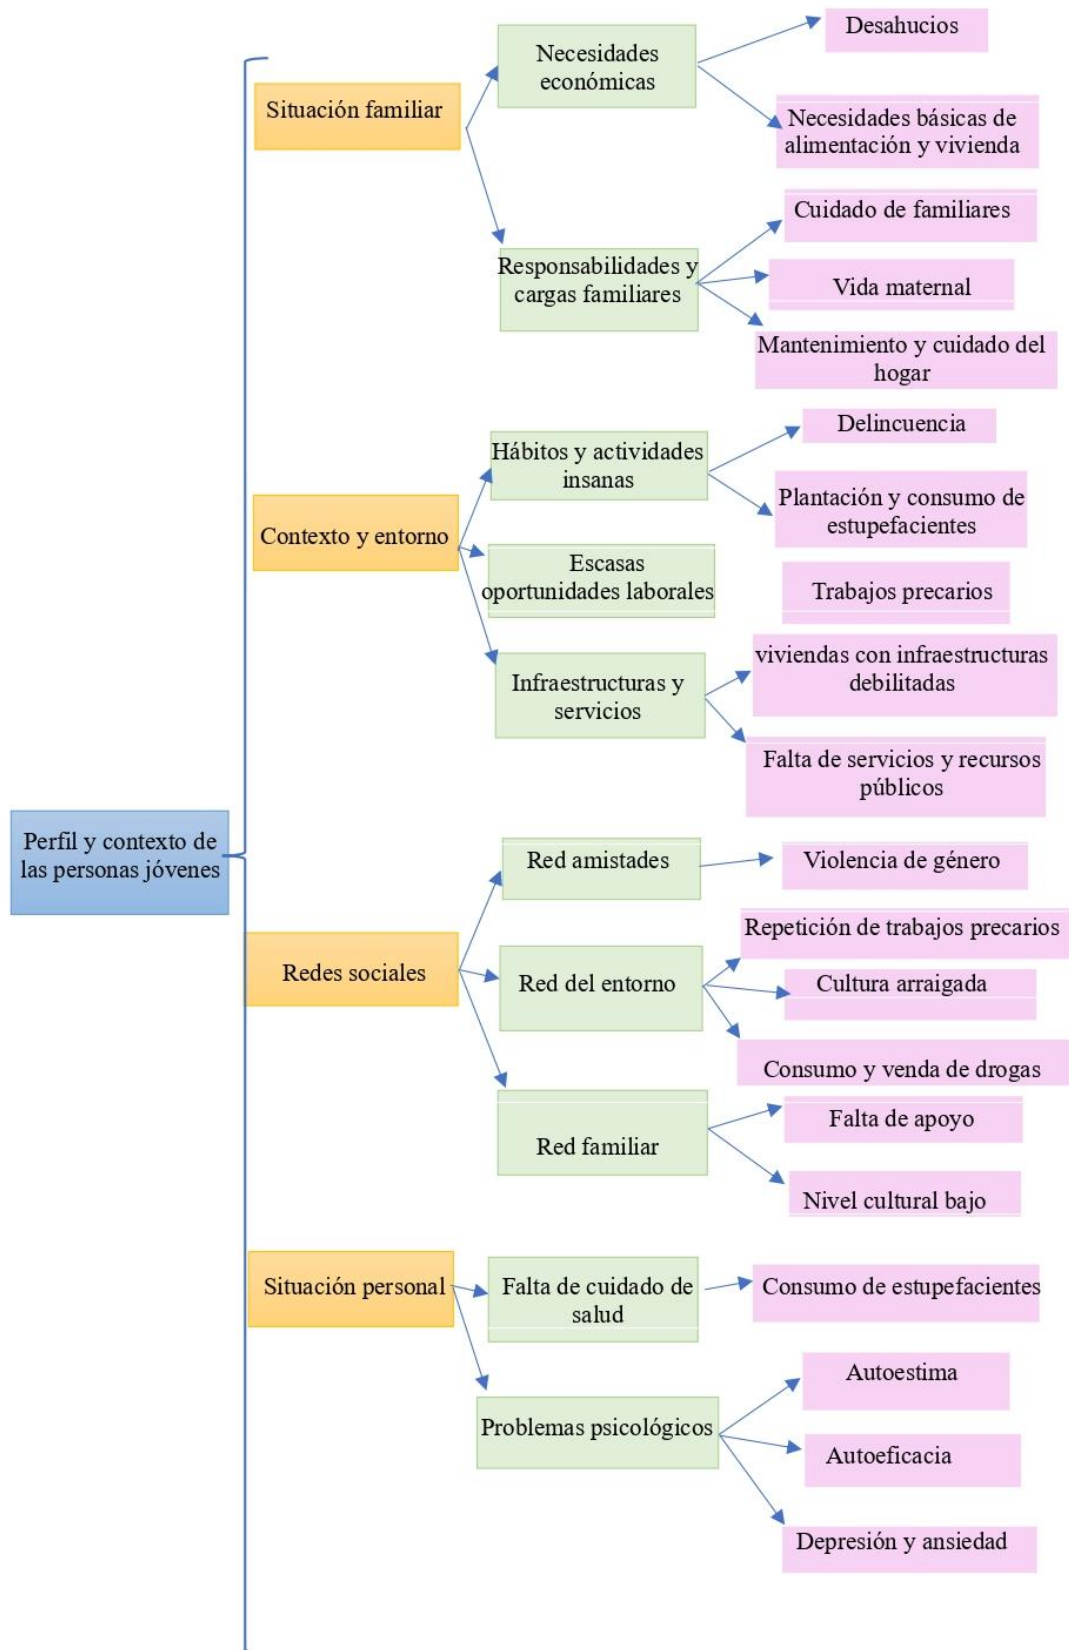 Perfil y contexto de
las personas jóvenes
Situación familiar
Necesidades
económicas
Desahucios
Necesidades básicas de
alimentación y vivienda
Responsabilidades y
cargas familiares
Cuidado de familiares
Vida maternal
Mantenimiento y cuidado del
hogar
Contexto y entorno
Hábitos y actividades
insanas
Delincuencia
Plantación y consumo de
estupefacientes
Escasas
oportunidades laborales
Trabajos precarios
Infraestructuras y
servicios
viviendas con infraestructuras
debilitadas
Falta de servicios y recursos
públicos
Redes sociales
Red amistades
Violencia de género
Red del entorno
Repetición de trabajos precarios
Cultura arraigada
Consumo y venda de drogas
Red familiar
Falta de apoyo
Nivel cultural bajo
Situación personal
Falta de cuidado de
salud
Consumo de estupefacientes
Problemas psicológicos
Autoestima
Autoeficacia
Depresión y ansiedad